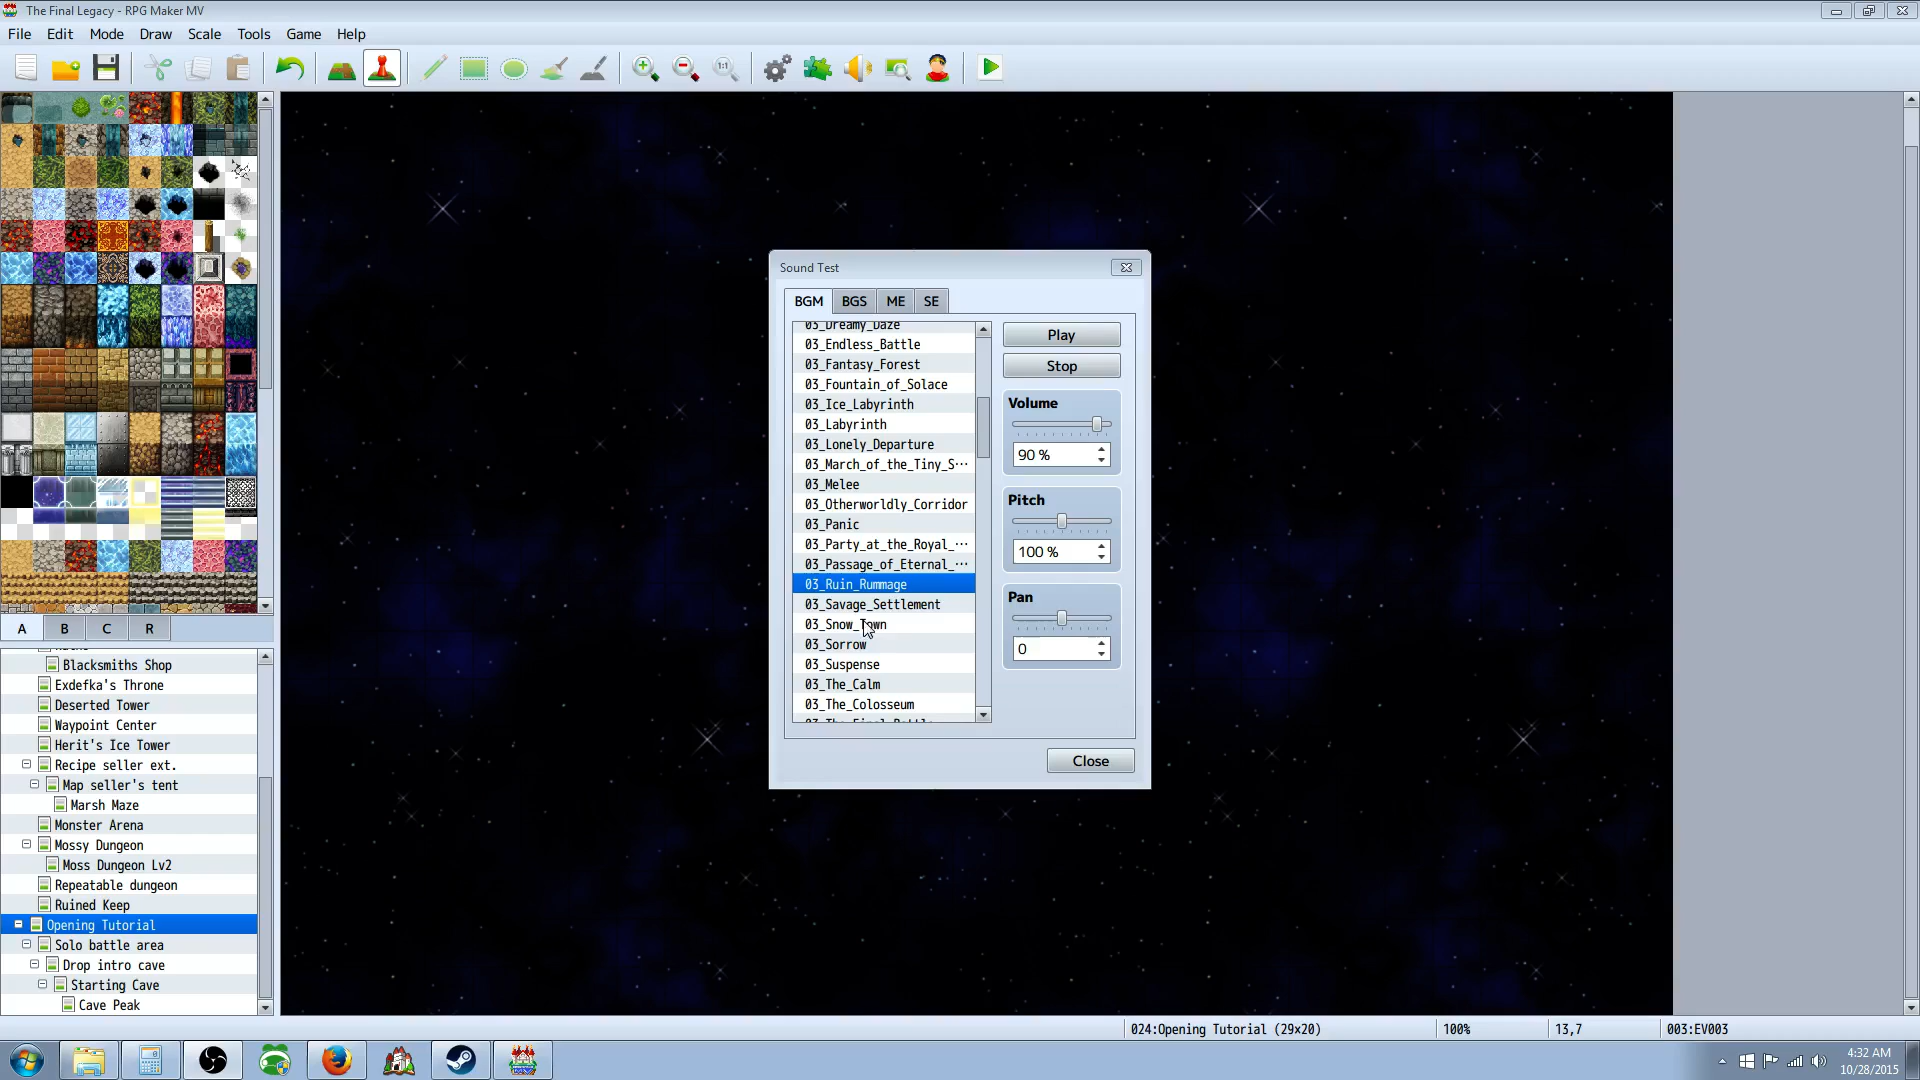 The Final Legacy - RPG Maker MV
File Edit Mode Draw Scale Tools Game Help
1:1
Sound Test
BGM BGS ME SE
03_Dreamy_Daze
03_Endless_Battle
03_Fantasy_Forest
03_Fountain_of_Solace
03_Ice_Labyrinth
03_Labyrinth
03_Lonely_Departure
03_March_of_the_Tiny_S…
03_Melee
03_Otherworldly_Corridor
03_Panic
03_Party_at_the_Royal_…
03_Passage_of_Eternal_…
03_Ruin_Rummage
03_Savage_Settlement
03_Snow_Town
03_Sorrow
03_Suspense
03_The_Calm
03_The_Colosseum
03_The_Final_Battle
Play
Stop
Volume
90 %
Pitch
100 %
Pan
0
Close
A B C R
Blacksmiths Shop
Exdefka's Throne
Deserted Tower
Waypoint Center
Herit's Ice Tower
Recipe seller ext.
Map seller's tent
Marsh Maze
Monster Arena
Mossy Dungeon
Moss Dungeon Lv2
Repeatable dungeon
Ruined Keep
Opening Tutorial
Solo battle area
Drop intro cave
Starting Cave
Cave Peak
024:Opening Tutorial (29x20) 100% 13,7 003:EV003
4:32 AM
10/28/2015